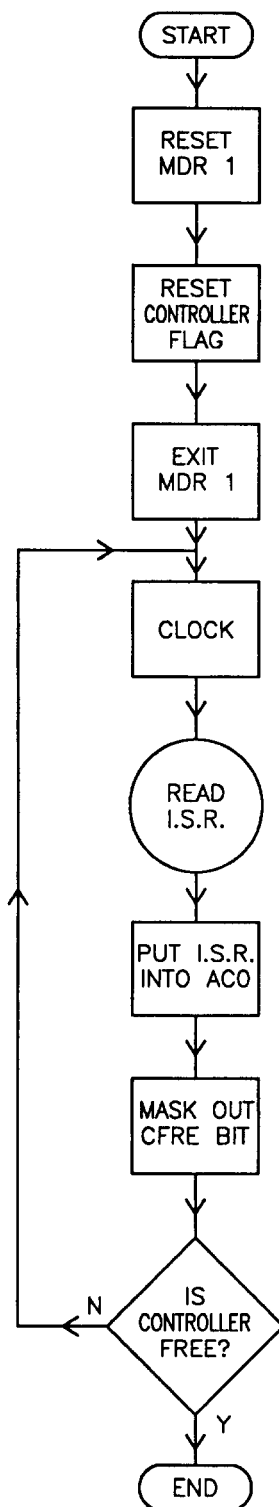 START
RESET
MDR 1
RESET
CONTROLLER
FLAG
EXIT
MDR 1
CLOCK
READ
I.S.R.
PUT I.S.R.
INTO ACO
MASK OUT
CFRE BIT
IS
CONTROLLER
FREE?
N
Y
END